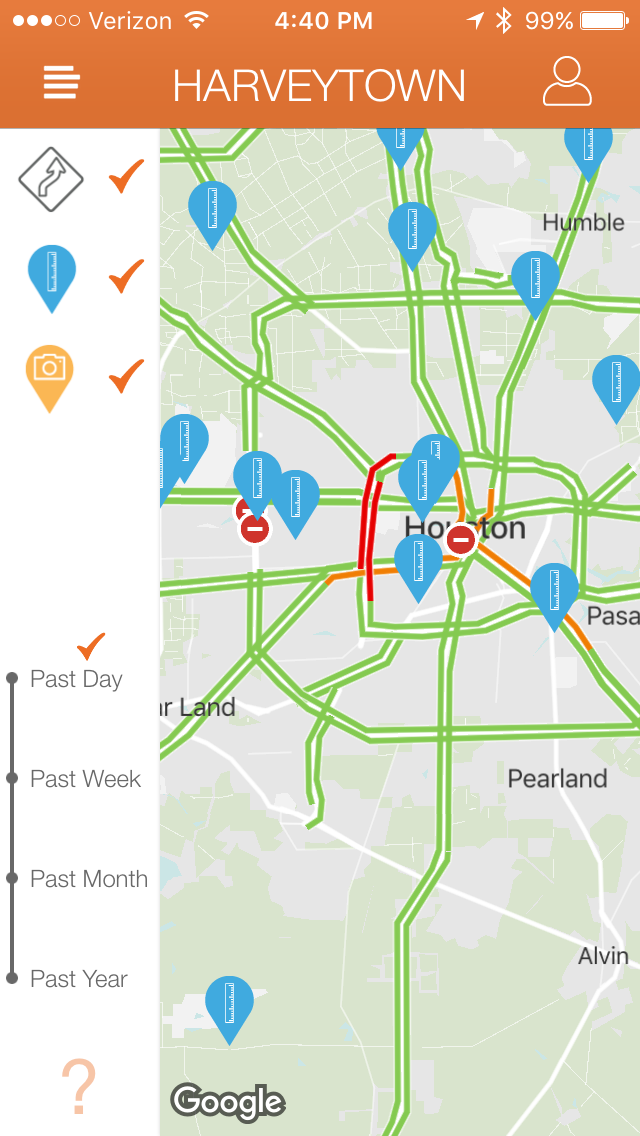 Verizon 4:40 PM 99%
HARVEYTOWN
Humble
Houston
Pasa
r Land
Past Day
Past Week
Pearland
Past Month
Alvin
Past Year
?
Google